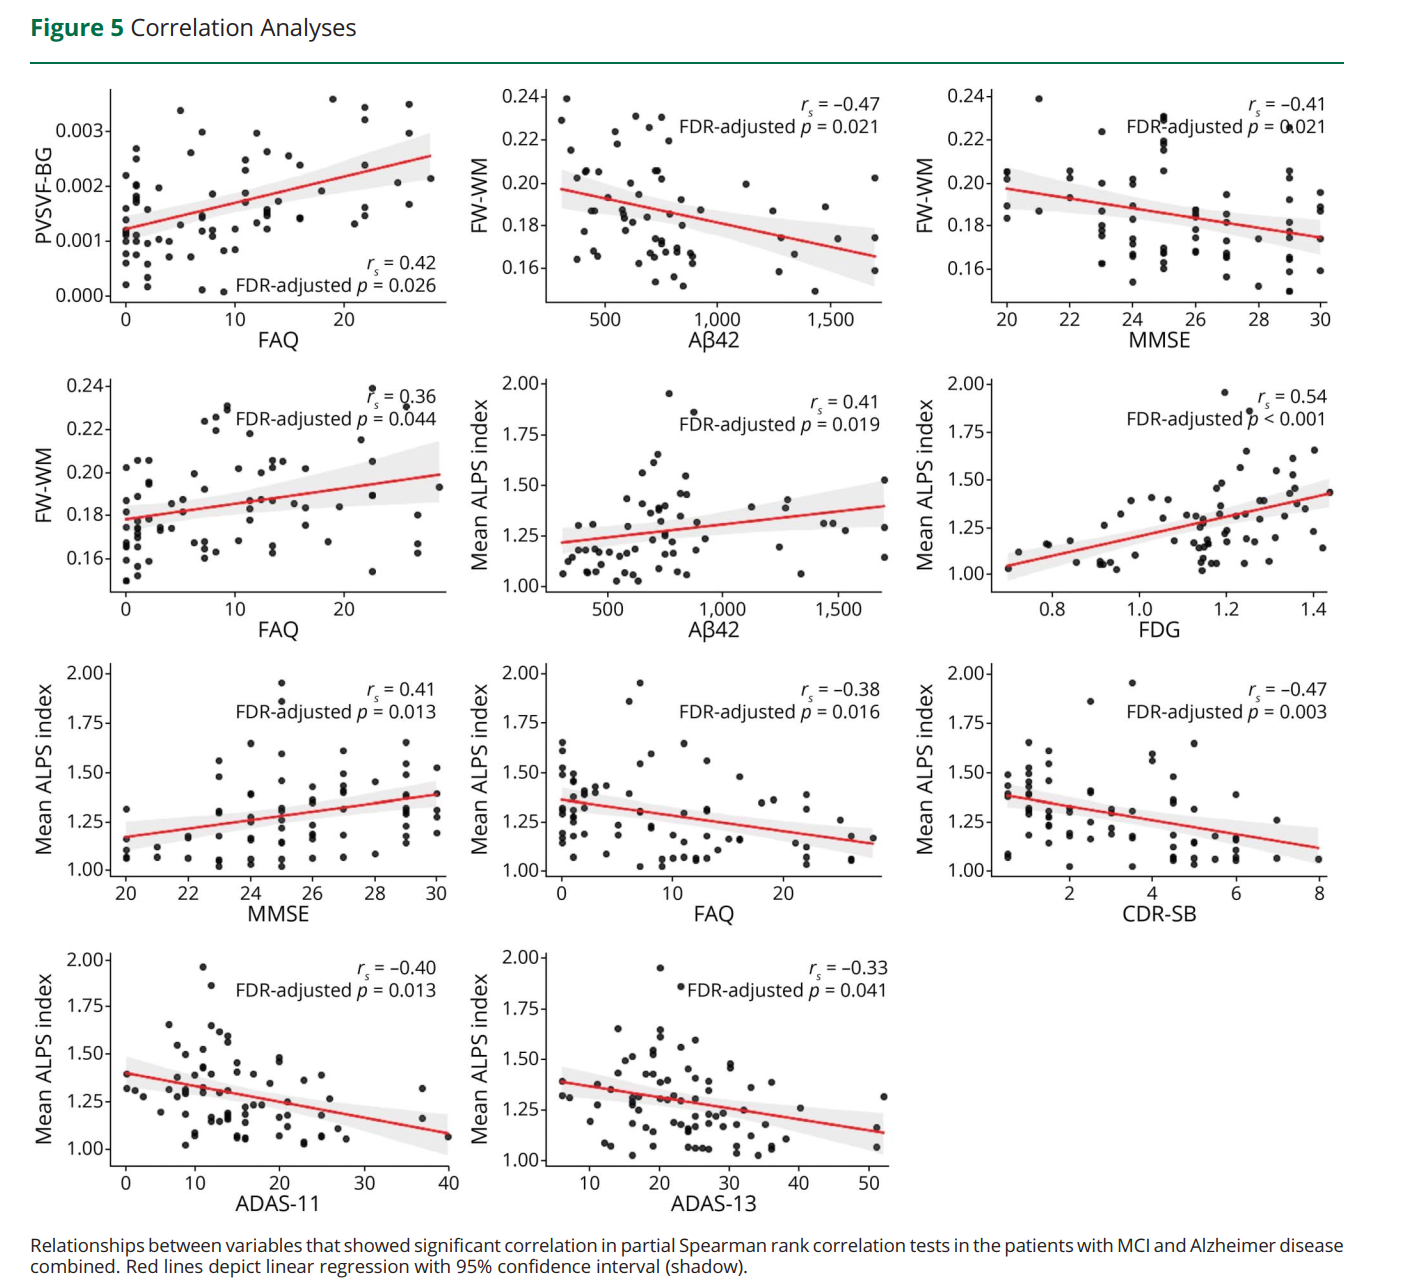 Figure 5 Correlation Analyses
PVSVF-BG
0.003
0.002
0.001
0.000
r_s = 0.42
FDR-adjusted p = 0.026
0 10 20
FAQ
FW-WM
0.24
0.22
0.20
0.18
0.16
r_s = –0.47
FDR-adjusted p = 0.021
500 1,000 1,500
Aβ42
FW-WM
0.24
0.22
0.20
0.18
0.16
r_s = –0.41
FDR-adjusted p = 0.021
20 22 24 26 28 30
MMSE
FW-WM
0.24
0.22
0.20
0.18
0.16
r_s = 0.36
FDR-adjusted p = 0.044
0 10 20
FAQ
Mean ALPS index
2.00
1.75
1.50
1.25
1.00
r_s = 0.41
FDR-adjusted p = 0.019
500 1,000 1,500
Aβ42
Mean ALPS index
2.00
1.75
1.50
1.25
1.00
r_s = 0.54
FDR-adjusted p < 0.001
0.8 1.0 1.2 1.4
FDG
Mean ALPS index
2.00
1.75
1.50
1.25
1.00
r_s = 0.41
FDR-adjusted p = 0.013
20 22 24 26 28 30
MMSE
Mean ALPS index
2.00
1.75
1.50
1.25
1.00
r_s = –0.38
FDR-adjusted p = 0.016
0 10 20
FAQ
Mean ALPS index
2.00
1.75
1.50
1.25
1.00
r_s = –0.47
FDR-adjusted p = 0.003
2 4 6 8
CDR-SB
Mean ALPS index
2.00
1.75
1.50
1.25
1.00
r_s = –0.40
FDR-adjusted p = 0.013
0 10 20 30 40
ADAS-11
Mean ALPS index
2.00
1.75
1.50
1.25
1.00
r_s = –0.33
FDR-adjusted p = 0.041
10 20 30 40 50
ADAS-13
Relationships between variables that showed significant correlation in partial Spearman rank correlation tests in the patients with MCI and Alzheimer disease
combined. Red lines depict linear regression with 95% confidence interval (shadow).